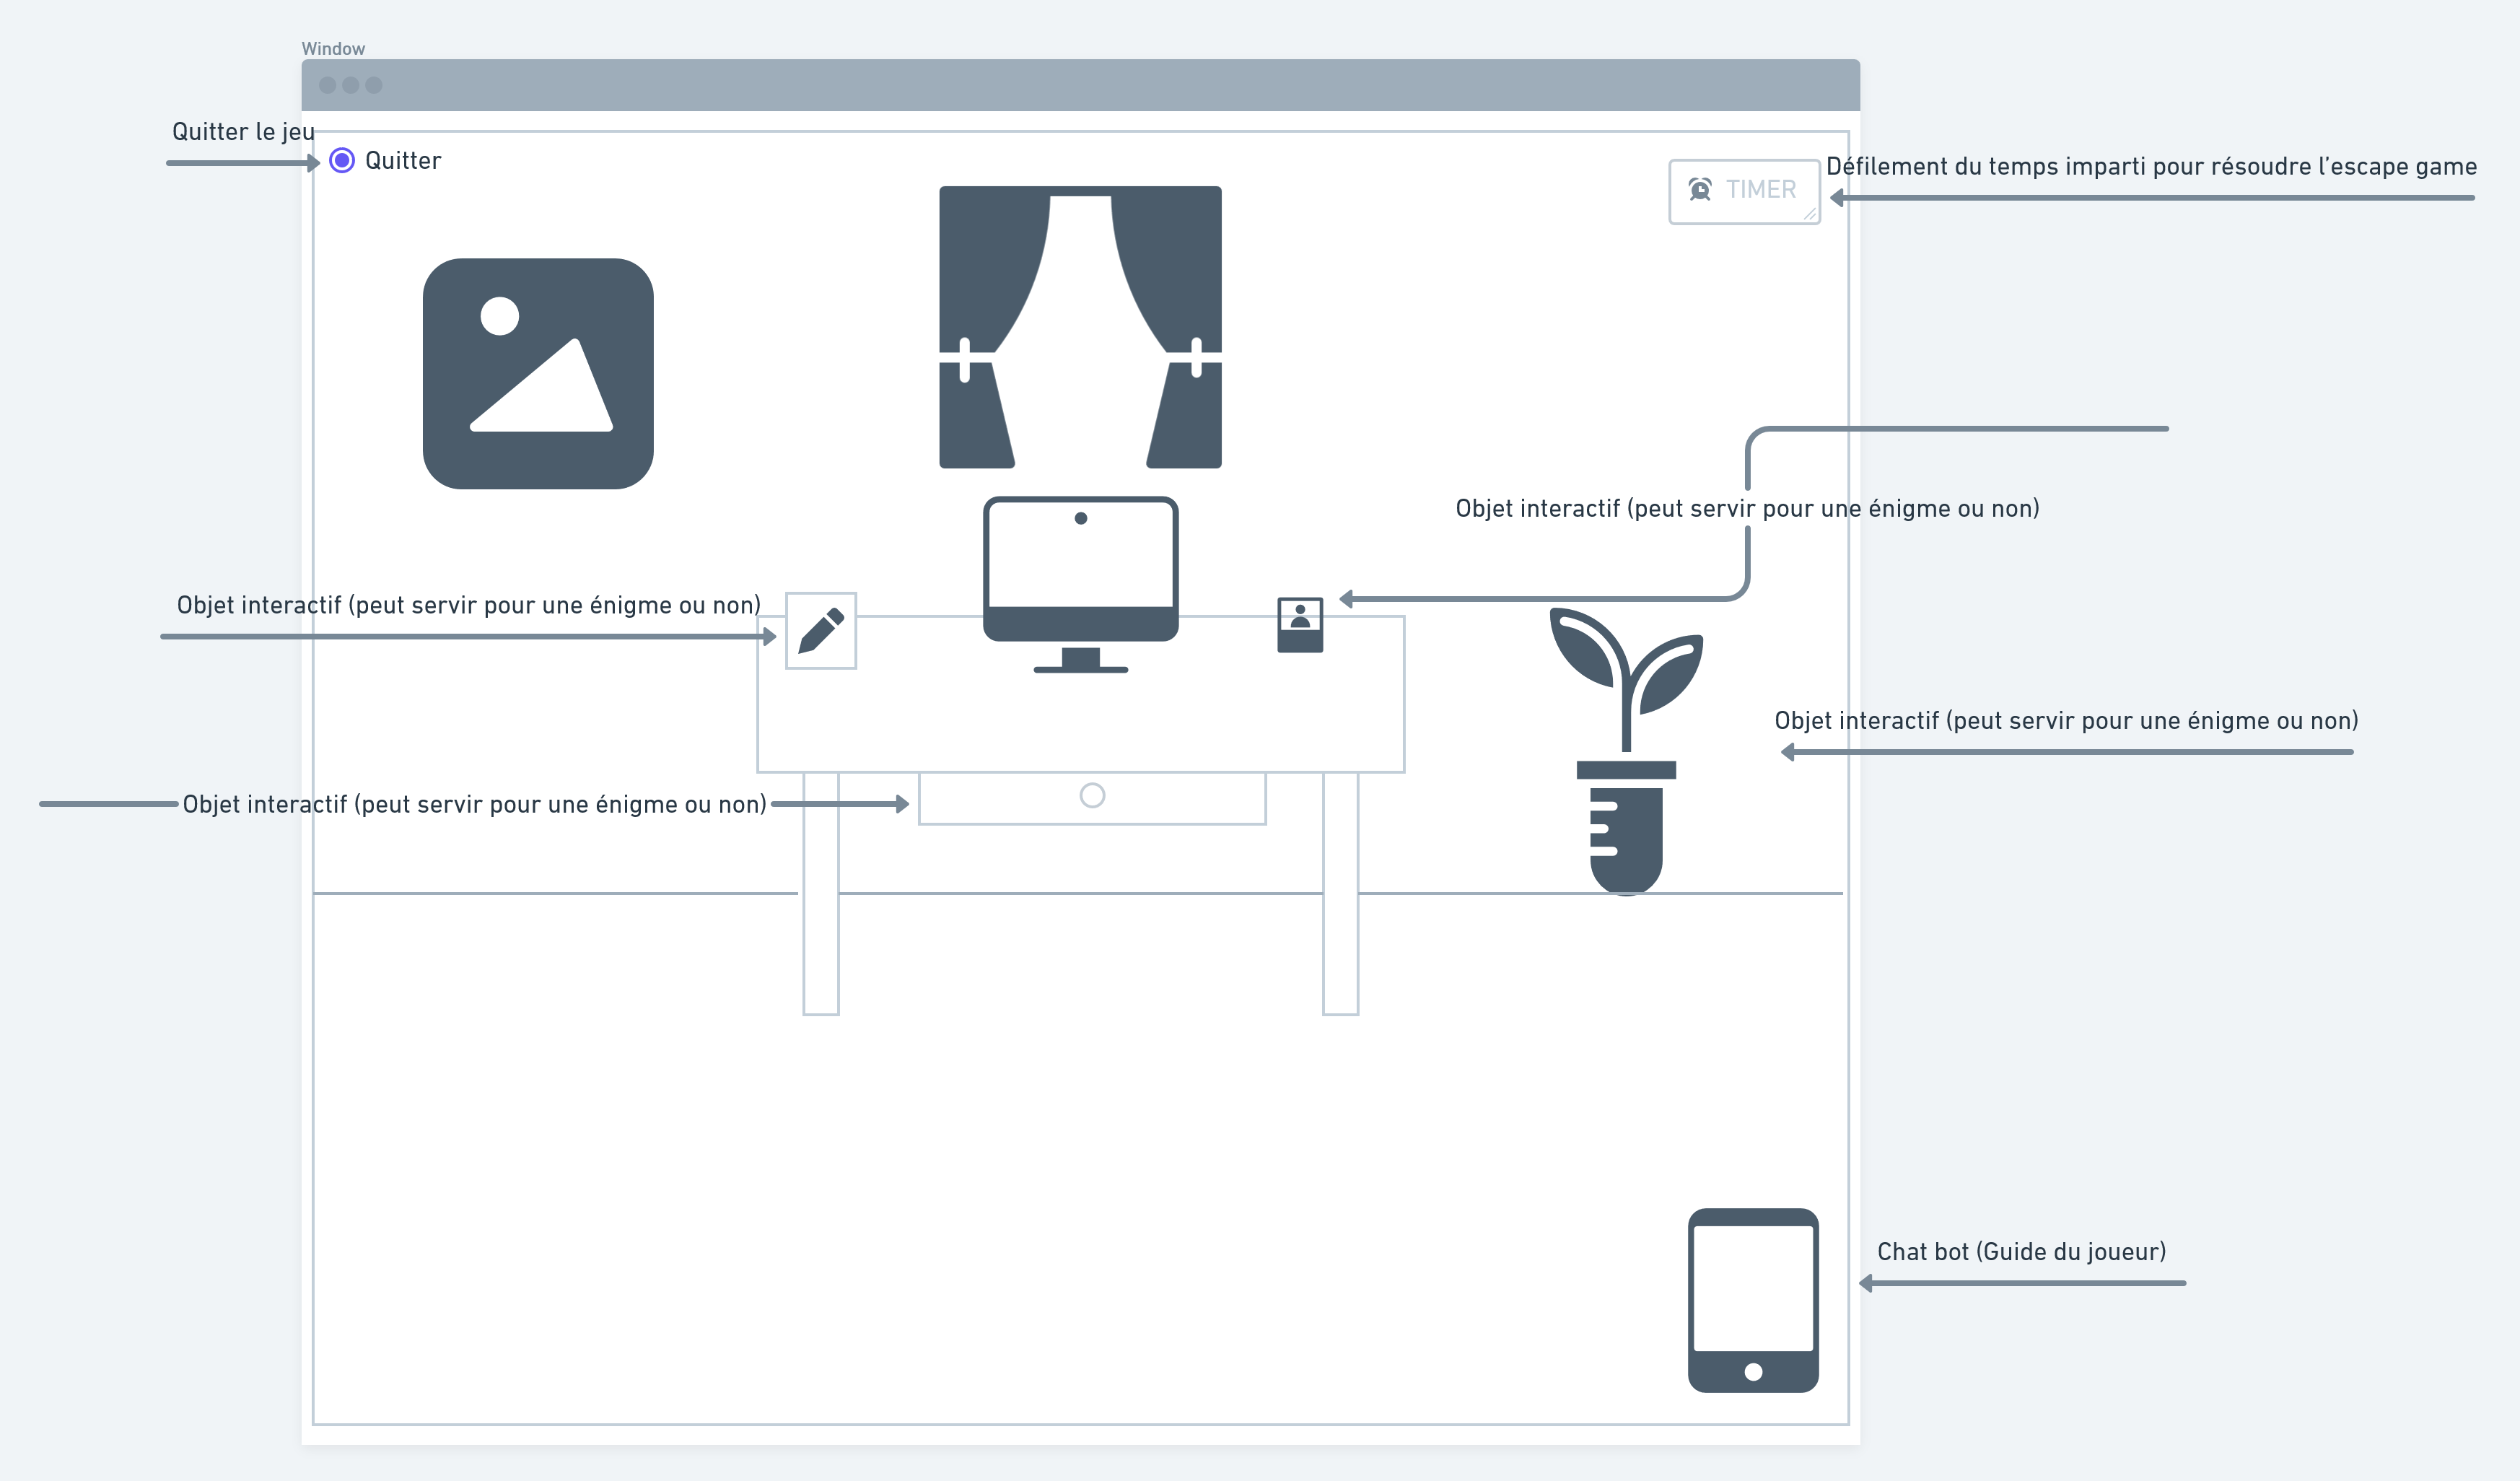 Window
Quitter le jeu
Quitter
Défilement du temps imparti pour résoudre l’escape game
TIMER
Objet interactif (peut servir pour une énigme ou non)
Objet interactif (peut servir pour une énigme ou non)
Objet interactif (peut servir pour une énigme ou non)
Objet interactif (peut servir pour une énigme ou non)
Chat bot (Guide du joueur)